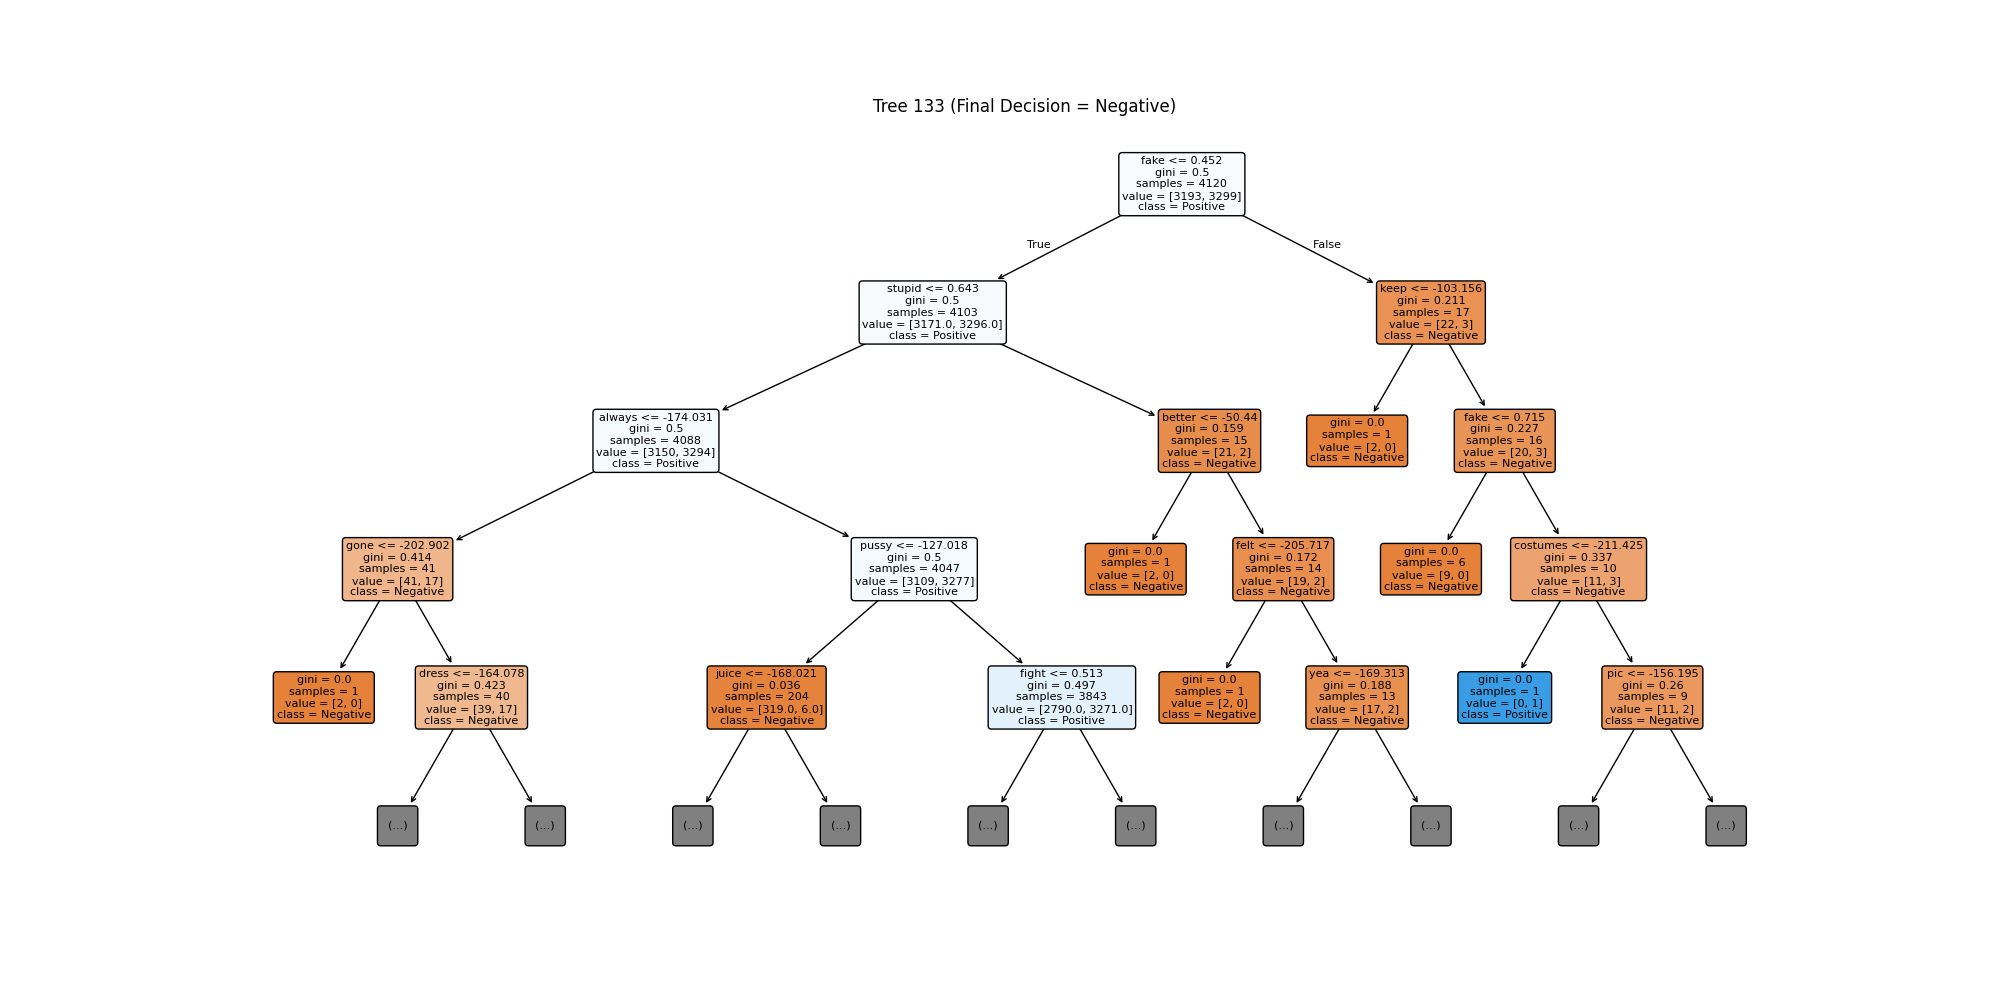 Tree 133 (Final Decision = Negative)
fake <= 0.452
gini = 0.5
samples = 4120
value = [3193, 3299]
class = Positive
True
False
stupid <= 0.643
gini = 0.5
samples = 4103
value = [3171.0, 3296.0]
class = Positive
keep <= -103.156
gini = 0.211
samples = 17
value = [22, 3]
class = Negative
always <= -174.031
gini = 0.5
samples = 4088
value = [3150, 3294]
class = Positive
better <= -50.44
gini = 0.159
samples = 15
value = [21, 2]
class = Negative
gini = 0.0
samples = 1
value = [2, 0]
class = Negative
fake <= 0.715
gini = 0.227
samples = 16
value = [20, 3]
class = Negative
gone <= -202.902
gini = 0.414
samples = 41
value = [41, 17]
class = Negative
pussy <= -127.018
gini = 0.5
samples = 4047
value = [3109, 3277]
class = Positive
gini = 0.0
samples = 1
value = [2, 0]
class = Negative
felt <= -205.717
gini = 0.172
samples = 14
value = [19, 2]
class = Negative
gini = 0.0
samples = 6
value = [9, 0]
class = Negative
costumes <= -211.425
gini = 0.337
samples = 10
value = [11, 3]
class = Negative
gini = 0.0
samples = 1
value = [2, 0]
class = Negative
dress <= -164.078
gini = 0.423
samples = 40
value = [39, 17]
class = Negative
juice <= -168.021
gini = 0.036
samples = 204
value = [319.0, 6.0]
class = Negative
fight <= 0.513
gini = 0.497
samples = 3843
value = [2790.0, 3271.0]
class = Positive
gini = 0.0
samples = 1
value = [2, 0]
class = Negative
yea <= -169.313
gini = 0.188
samples = 13
value = [17, 2]
class = Negative
gini = 0.0
samples = 1
value = [0, 1]
class = Positive
pic <= -156.195
gini = 0.26
samples = 9
value = [11, 2]
class = Negative
(...)
(...)
(...)
(...)
(...)
(...)
(...)
(...)
(...)
(...)